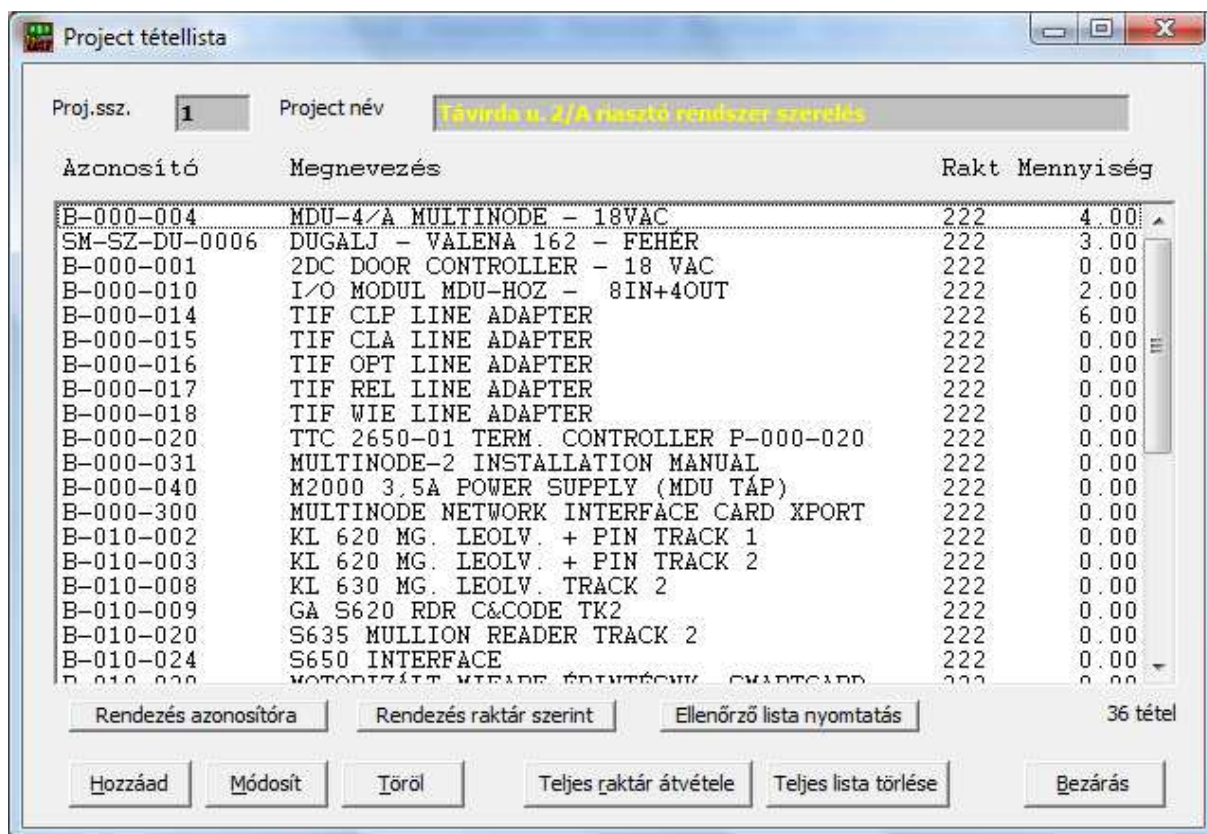 Project tétellista
Proj.ssz. 1 Project név Távirda u. 2/A riasztó rendszer szerelés
Azonosító Megnevezés Rakt Mennyiség
B-000-004 MDU-4/A MULTINODE - 18VAC 222 4.00
SM-SZ-DU-0006 DUGALJ - VALENA 162 - FEHÉR 222 3.00
B-000-001 2DC DOOR CONTROLLER - 18 VAC 222 0.00
B-000-010 I/O MODUL MDU-HOZ - 8IN+4OUT 222 2.00
B-000-014 TIF CLP LINE ADAPTER 222 6.00
B-000-015 TIF CLA LINE ADAPTER 222 0.00
B-000-016 TIF OPT LINE ADAPTER 222 0.00
B-000-017 TIF REL LINE ADAPTER 222 0.00
B-000-018 TIF WIE LINE ADAPTER 222 0.00
B-000-020 TTC 2650-01 TERM. CONTROLLER P-000-020 222 0.00
B-000-031 MULTINODE-2 INSTALLATION MANUAL 222 0.00
B-000-040 M2000 3,5A POWER SUPPLY (MDU TÁP) 222 0.00
B-000-300 MULTINODE NETWORK INTERFACE CARD XPORT 222 0.00
B-010-002 KL 620 MG. LEOLV. + PIN TRACK 1 222 0.00
B-010-003 KL 620 MG. LEOLV. + PIN TRACK 2 222 0.00
B-010-008 KL 630 MG. LEOLV. TRACK 2 222 0.00
B-010-009 GA S620 RDR C&CODE TK2 222 0.00
B-010-020 S635 MULLION READER TRACK 2 222 0.00
B-010-024 S650 INTERFACE 222 0.00
Rendezés azonosítóra Rendezés raktár szerint Ellenőrző lista nyomtatás 36 tétel
Hozzáad Módosít Töröl Teljes raktár átvétele Teljes lista törlése Bezárás